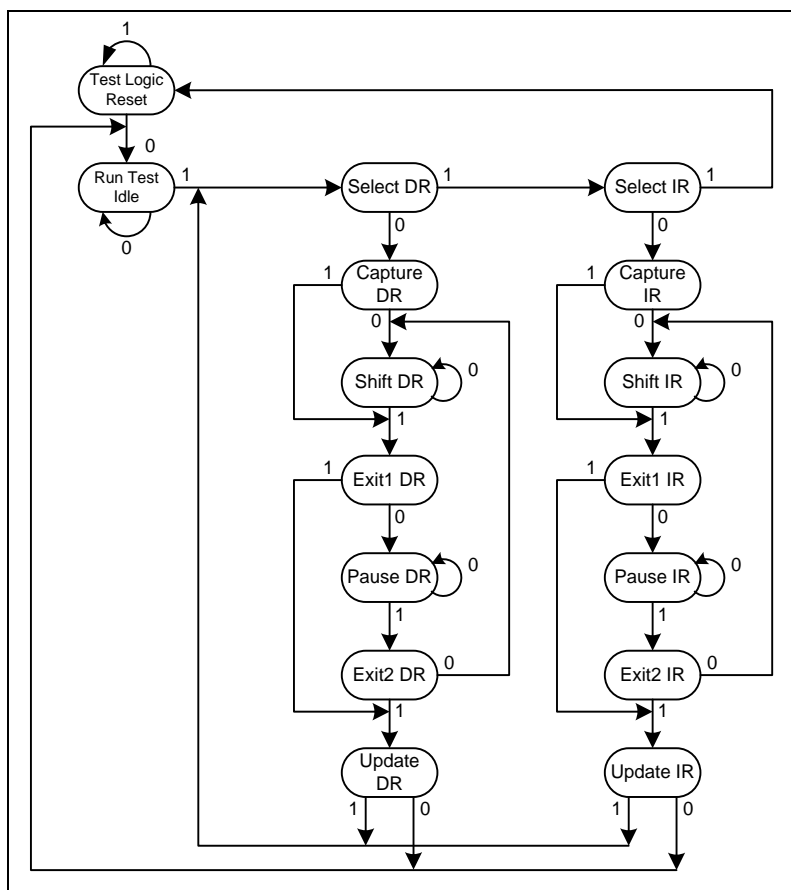 1
Test Logic
Reset
0
Run Test
Idle
1
0
Select DR
1
0
Select IR
1
0
Capture
DR
1
0
Capture
IR
1
0
Shift DR
0
1
Shift IR
0
1
Exit1 DR
1
0
Exit1 IR
1
0
Pause DR
0
1
Pause IR
0
1
Exit2 DR
0
1
Exit2 IR
0
1
Update
DR
1
0
Update IR
1
0